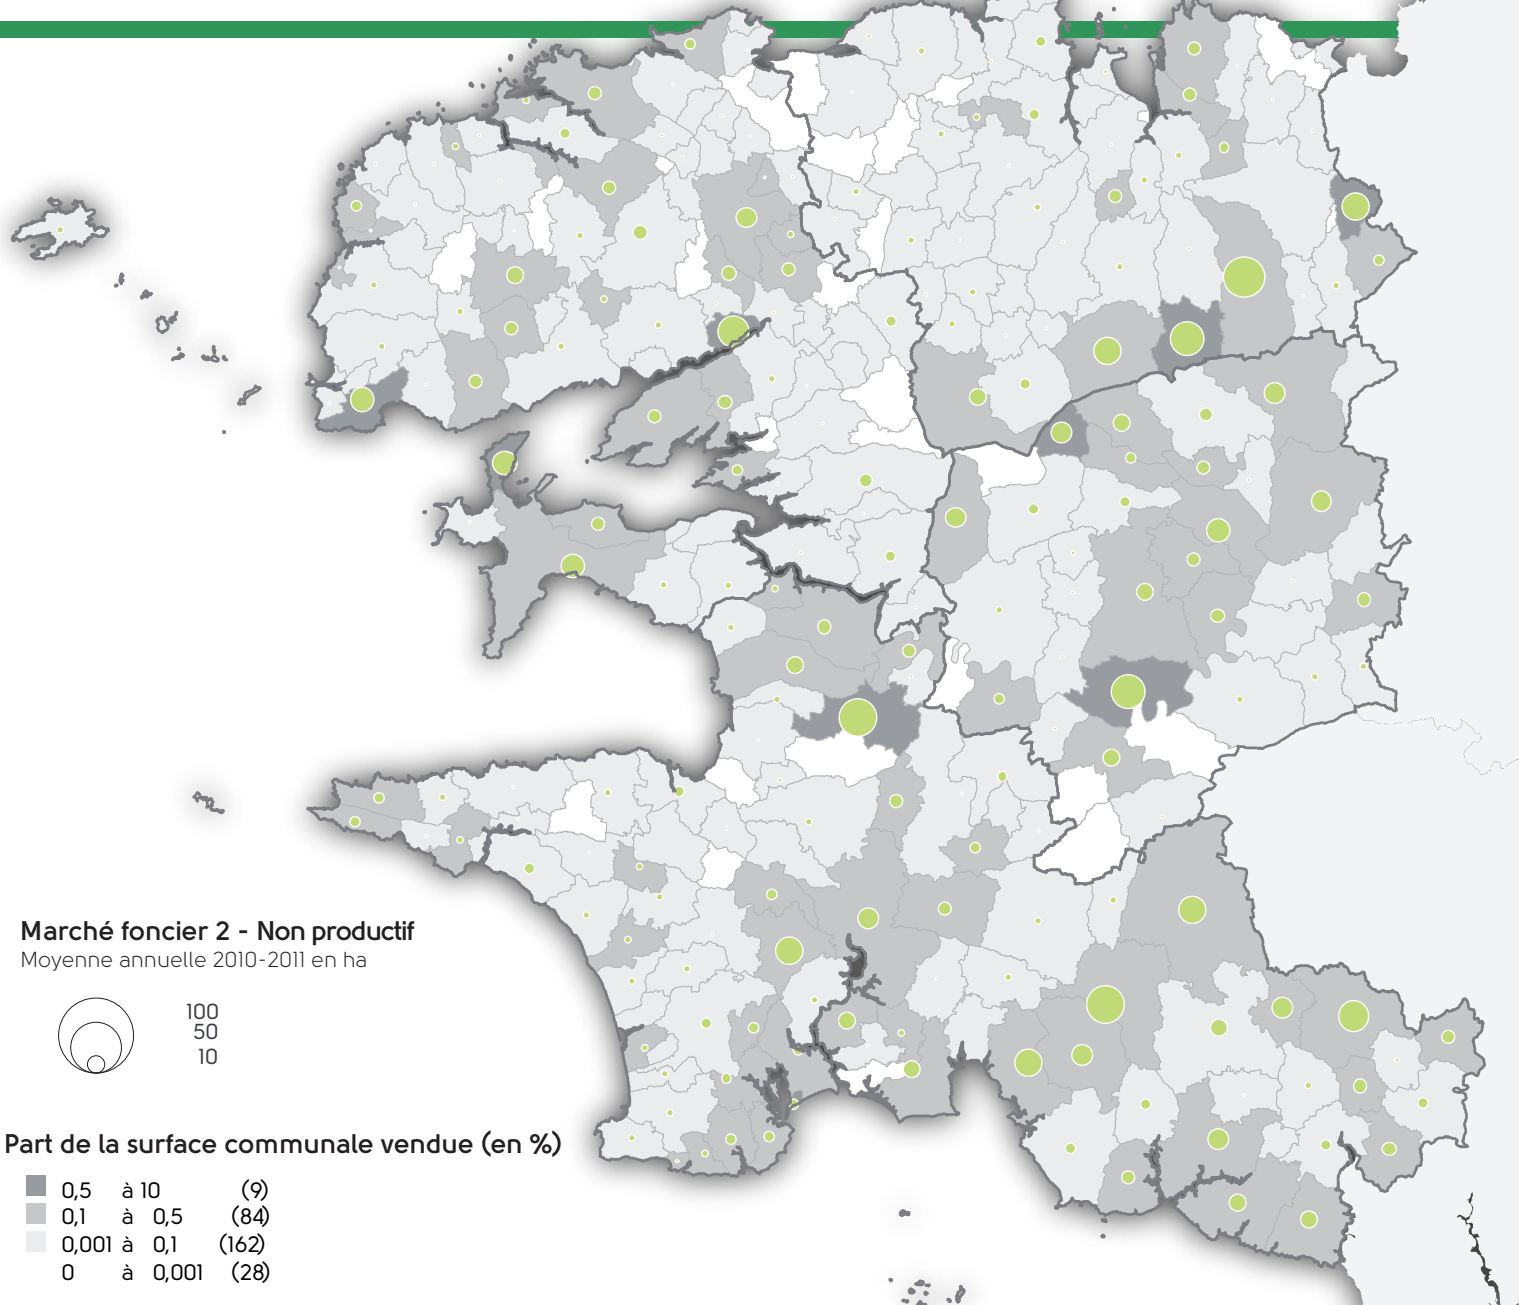 Marché foncier 2 - Non productif
Moyenne annuelle 2010-2011 en ha
100
50
10
Part de la surface communale vendue (en %)
0,5 à 10 (9)
0,1 à 0,5 (84)
0,001 à 0,1 (162)
0 à 0,001 (28)